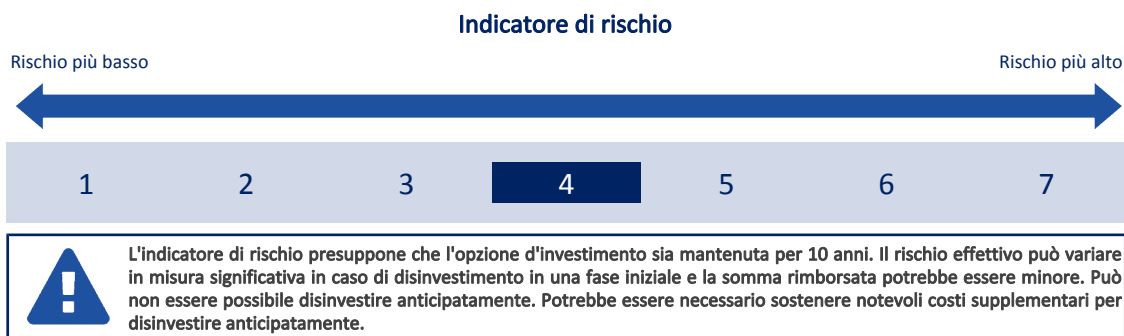 Indicatore di rischio
Rischio più basso
Rischio più alto
1 2 3 4 5 6 7
L'indicatore di rischio presuppone che l'opzione d'investimento sia mantenuta per 10 anni. Il rischio effettivo può variare
in misura significativa in caso di disinvestimento in una fase iniziale e la somma rimborsata potrebbe essere minore. Può
non essere possibile disinvestire anticipatamente. Potrebbe essere necessario sostenere notevoli costi supplementari per
disinvestire anticipatamente.